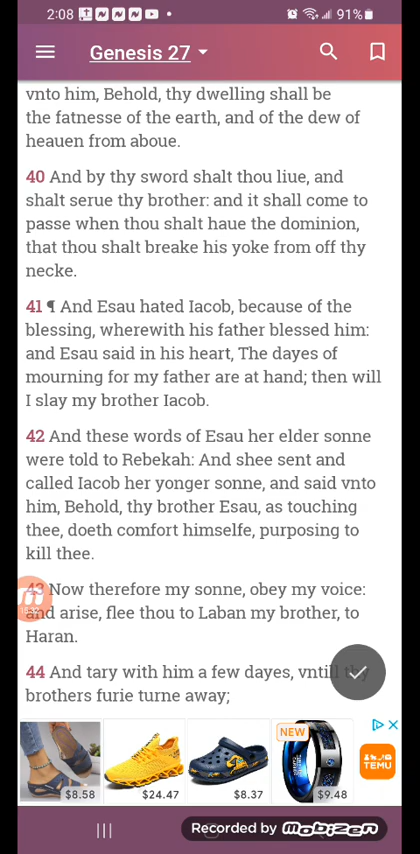 2:08
91%
Genesis 27
vnto him, Behold, thy dwelling shall be
the fatnesse of the earth, and of the dew of
heauen from aboue.
40 And by thy sword shalt thou liue, and
shalt serue thy brother: and it shall come to
passe when thou shalt haue the dominion,
that thou shalt breake his yoke from off thy
necke.
41 ¶ And Esau hated Iacob, because of the
blessing, wherewith his father blessed him:
and Esau said in his heart, The dayes of
mourning for my father are at hand; then will
I slay my brother Iacob.
42 And these words of Esau her elder sonne
were told to Rebekah: And shee sent and
called Iacob her yonger sonne, and said vnto
him, Behold, thy brother Esau, as touching
thee, doeth comfort himselfe, purposing to
kill thee.
43 Now therefore my sonne, obey my voice:
and arise, flee thou to Laban my brother, to
Haran.
44 And tary with him a few dayes, vntill thy
brothers furie turne away;
NEW
$8.58
$24.47
$8.37
$9.48
TEMU
Recorded by mobizen